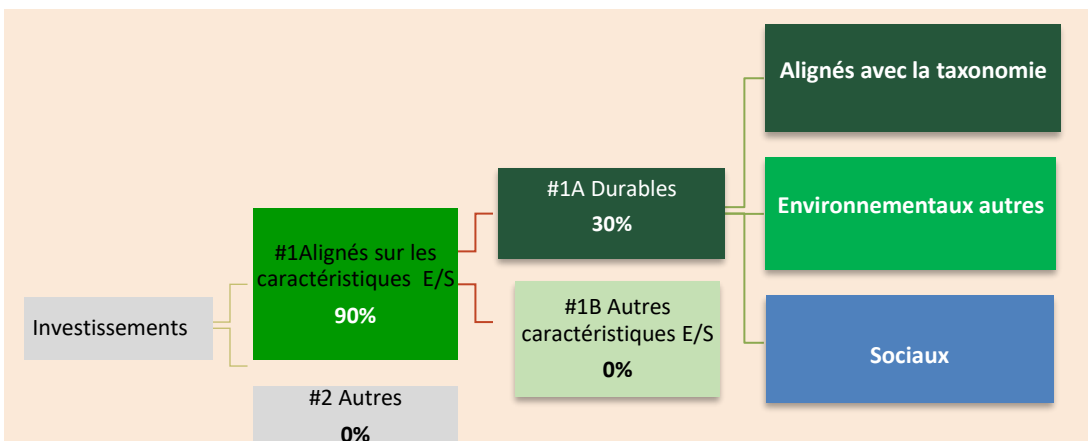 Investissements
#1Alignés sur les
caractéristiques E/S
90%
#2 Autres
0%
#1A Durables
30%
#1B Autres
caractéristiques E/S
0%
Alignés avec la taxonomie
Environnementaux autres
Sociaux